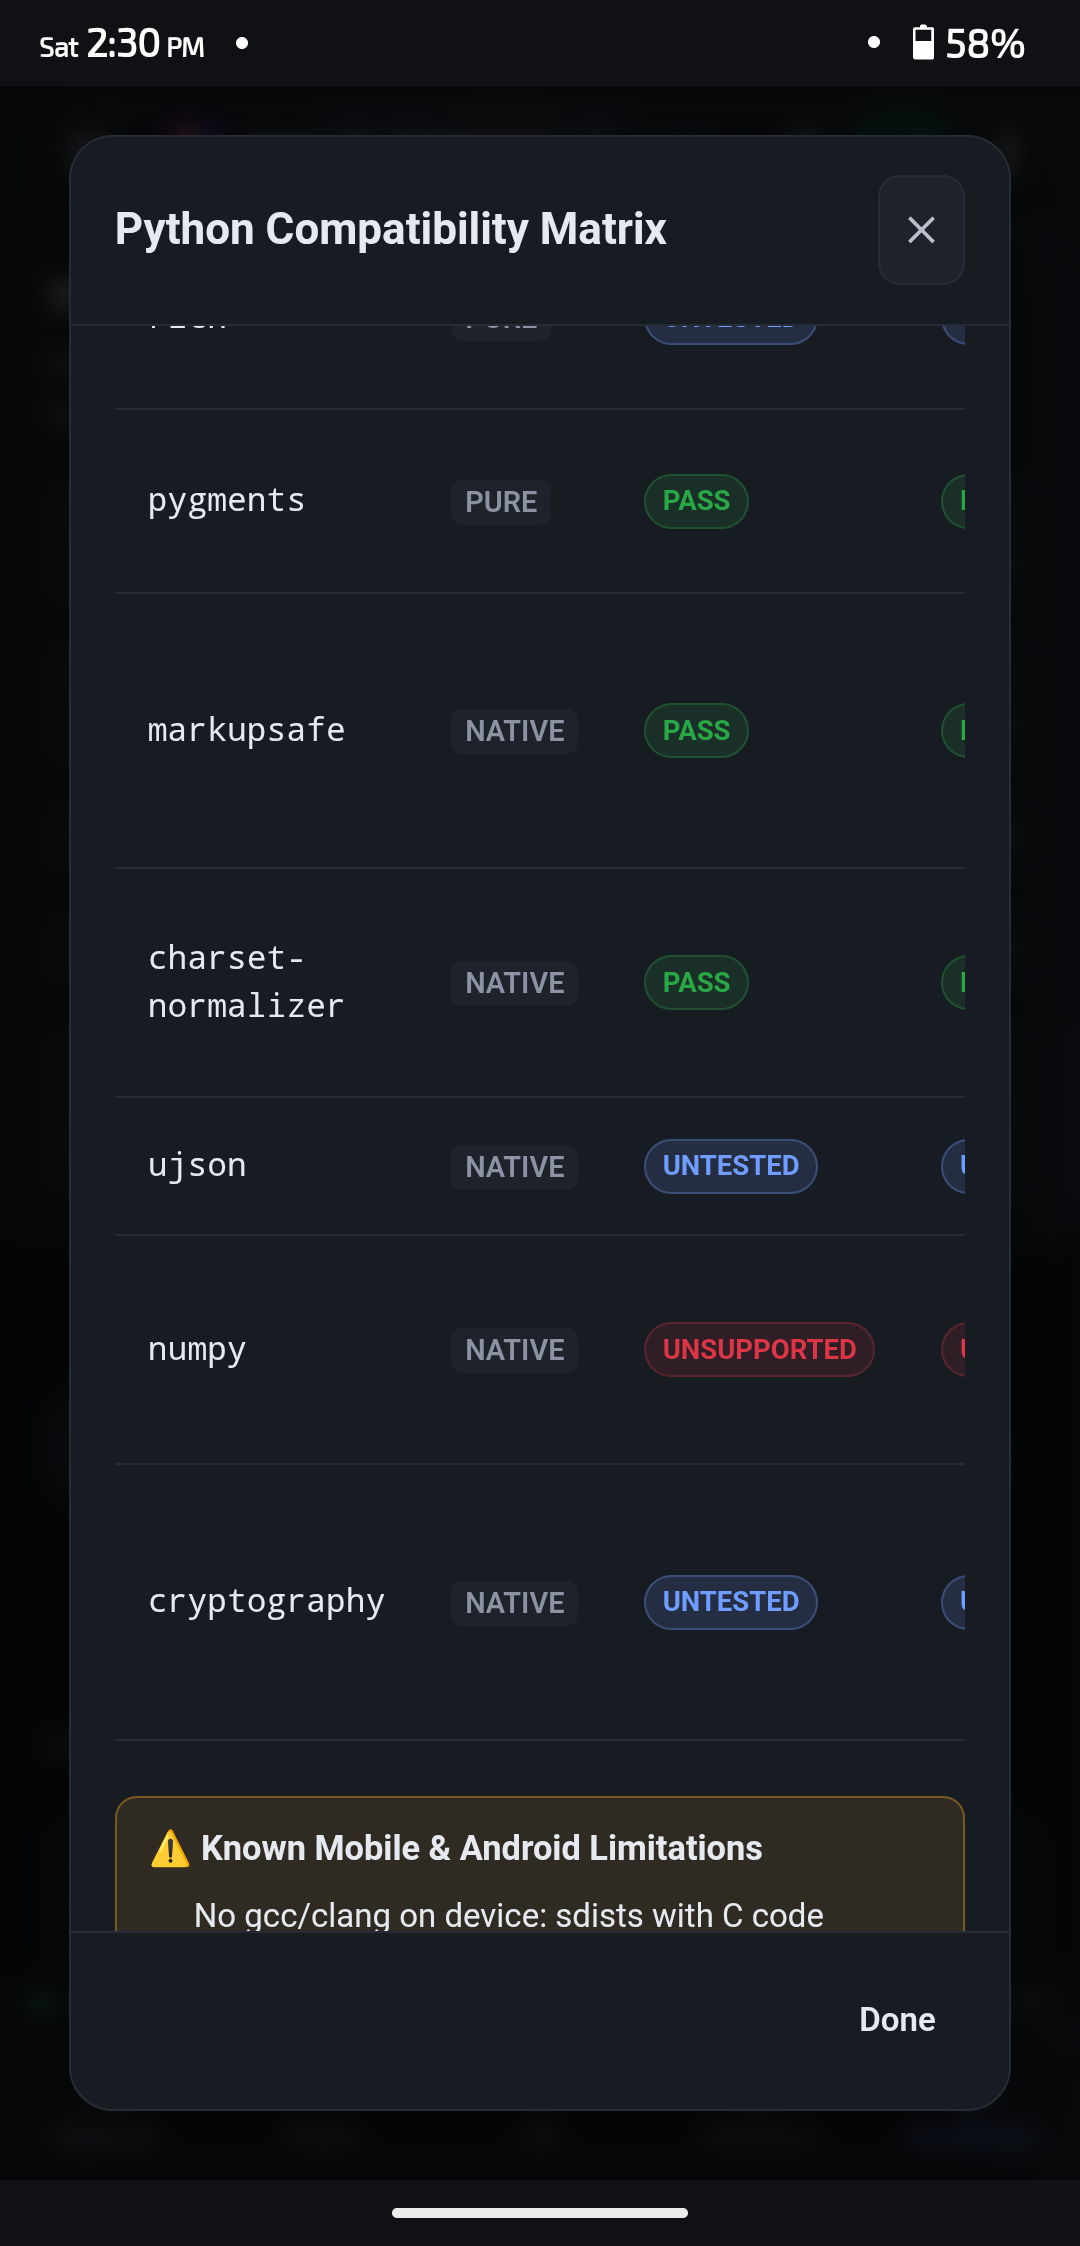 Sat 2:30 PM
58%
Python Compatibility Matrix
pygments PURE PASS
markupsafe NATIVE PASS
charset-
normalizer NATIVE PASS
ujson NATIVE UNTESTED
numpy NATIVE UNSUPPORTED
cryptography NATIVE UNTESTED
⚠️ Known Mobile & Android Limitations
No gcc/clang on device: sdists with C code
Done